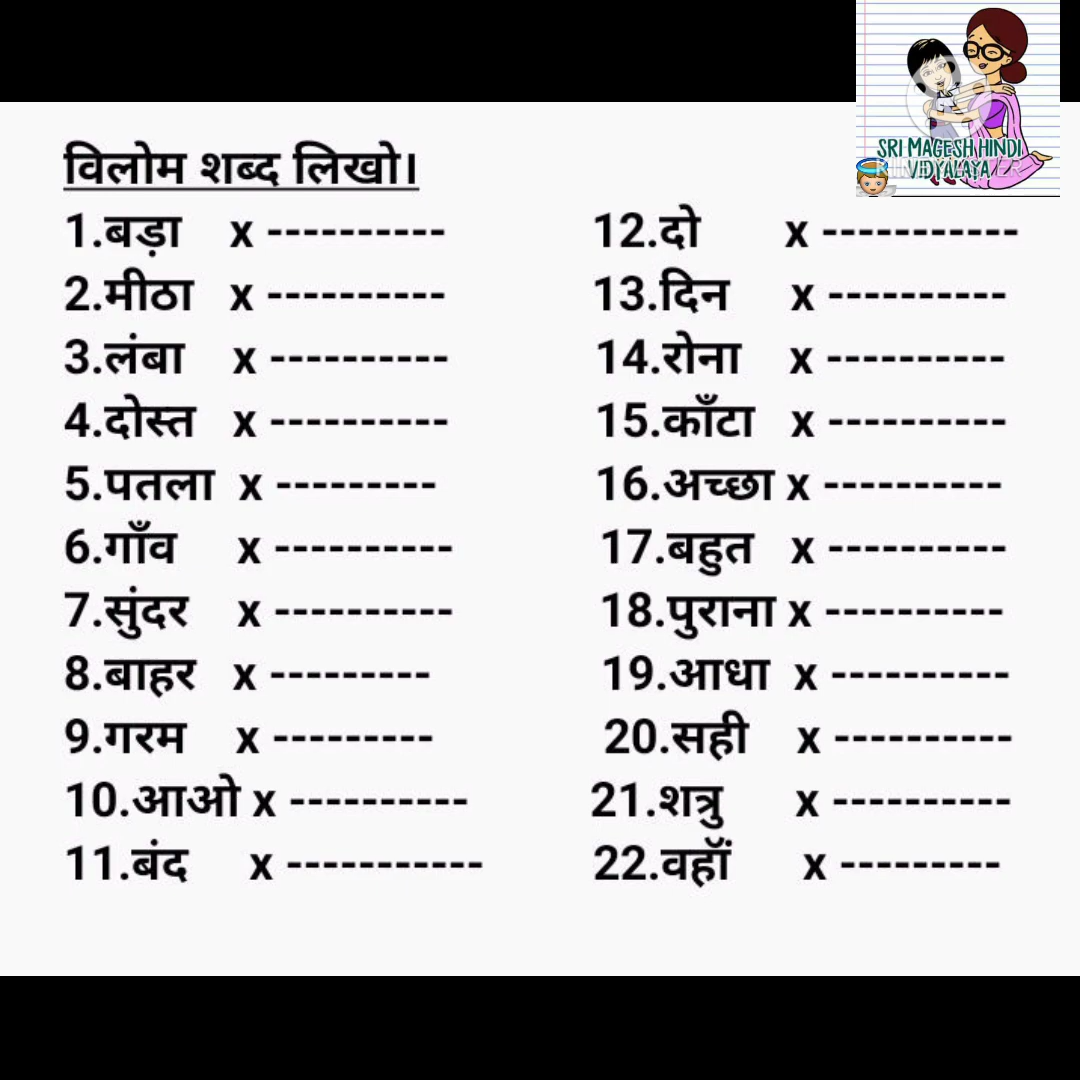 SRI MAGESH HINDI
VIDYALAYA
विलोम शब्द लिखो।
1.बड़ा x ----------
2.मीठा x ----------
3.लंबा x ----------
4.दोस्त x ----------
5.पतला x ---------
6.गाँव x ----------
7.सुंदर x ----------
8.बाहर x ---------
9.गरम x ---------
10.आओ x ----------
11.बंद x -----------
12.दो x -----------
13.दिन x ----------
14.रोना x ----------
15.काँटा x ----------
16.अच्छा x ----------
17.बहुत x ----------
18.पुराना x ----------
19.आधा x ----------
20.सही x ----------
21.शत्रु x ----------
22.वहॉं x ---------